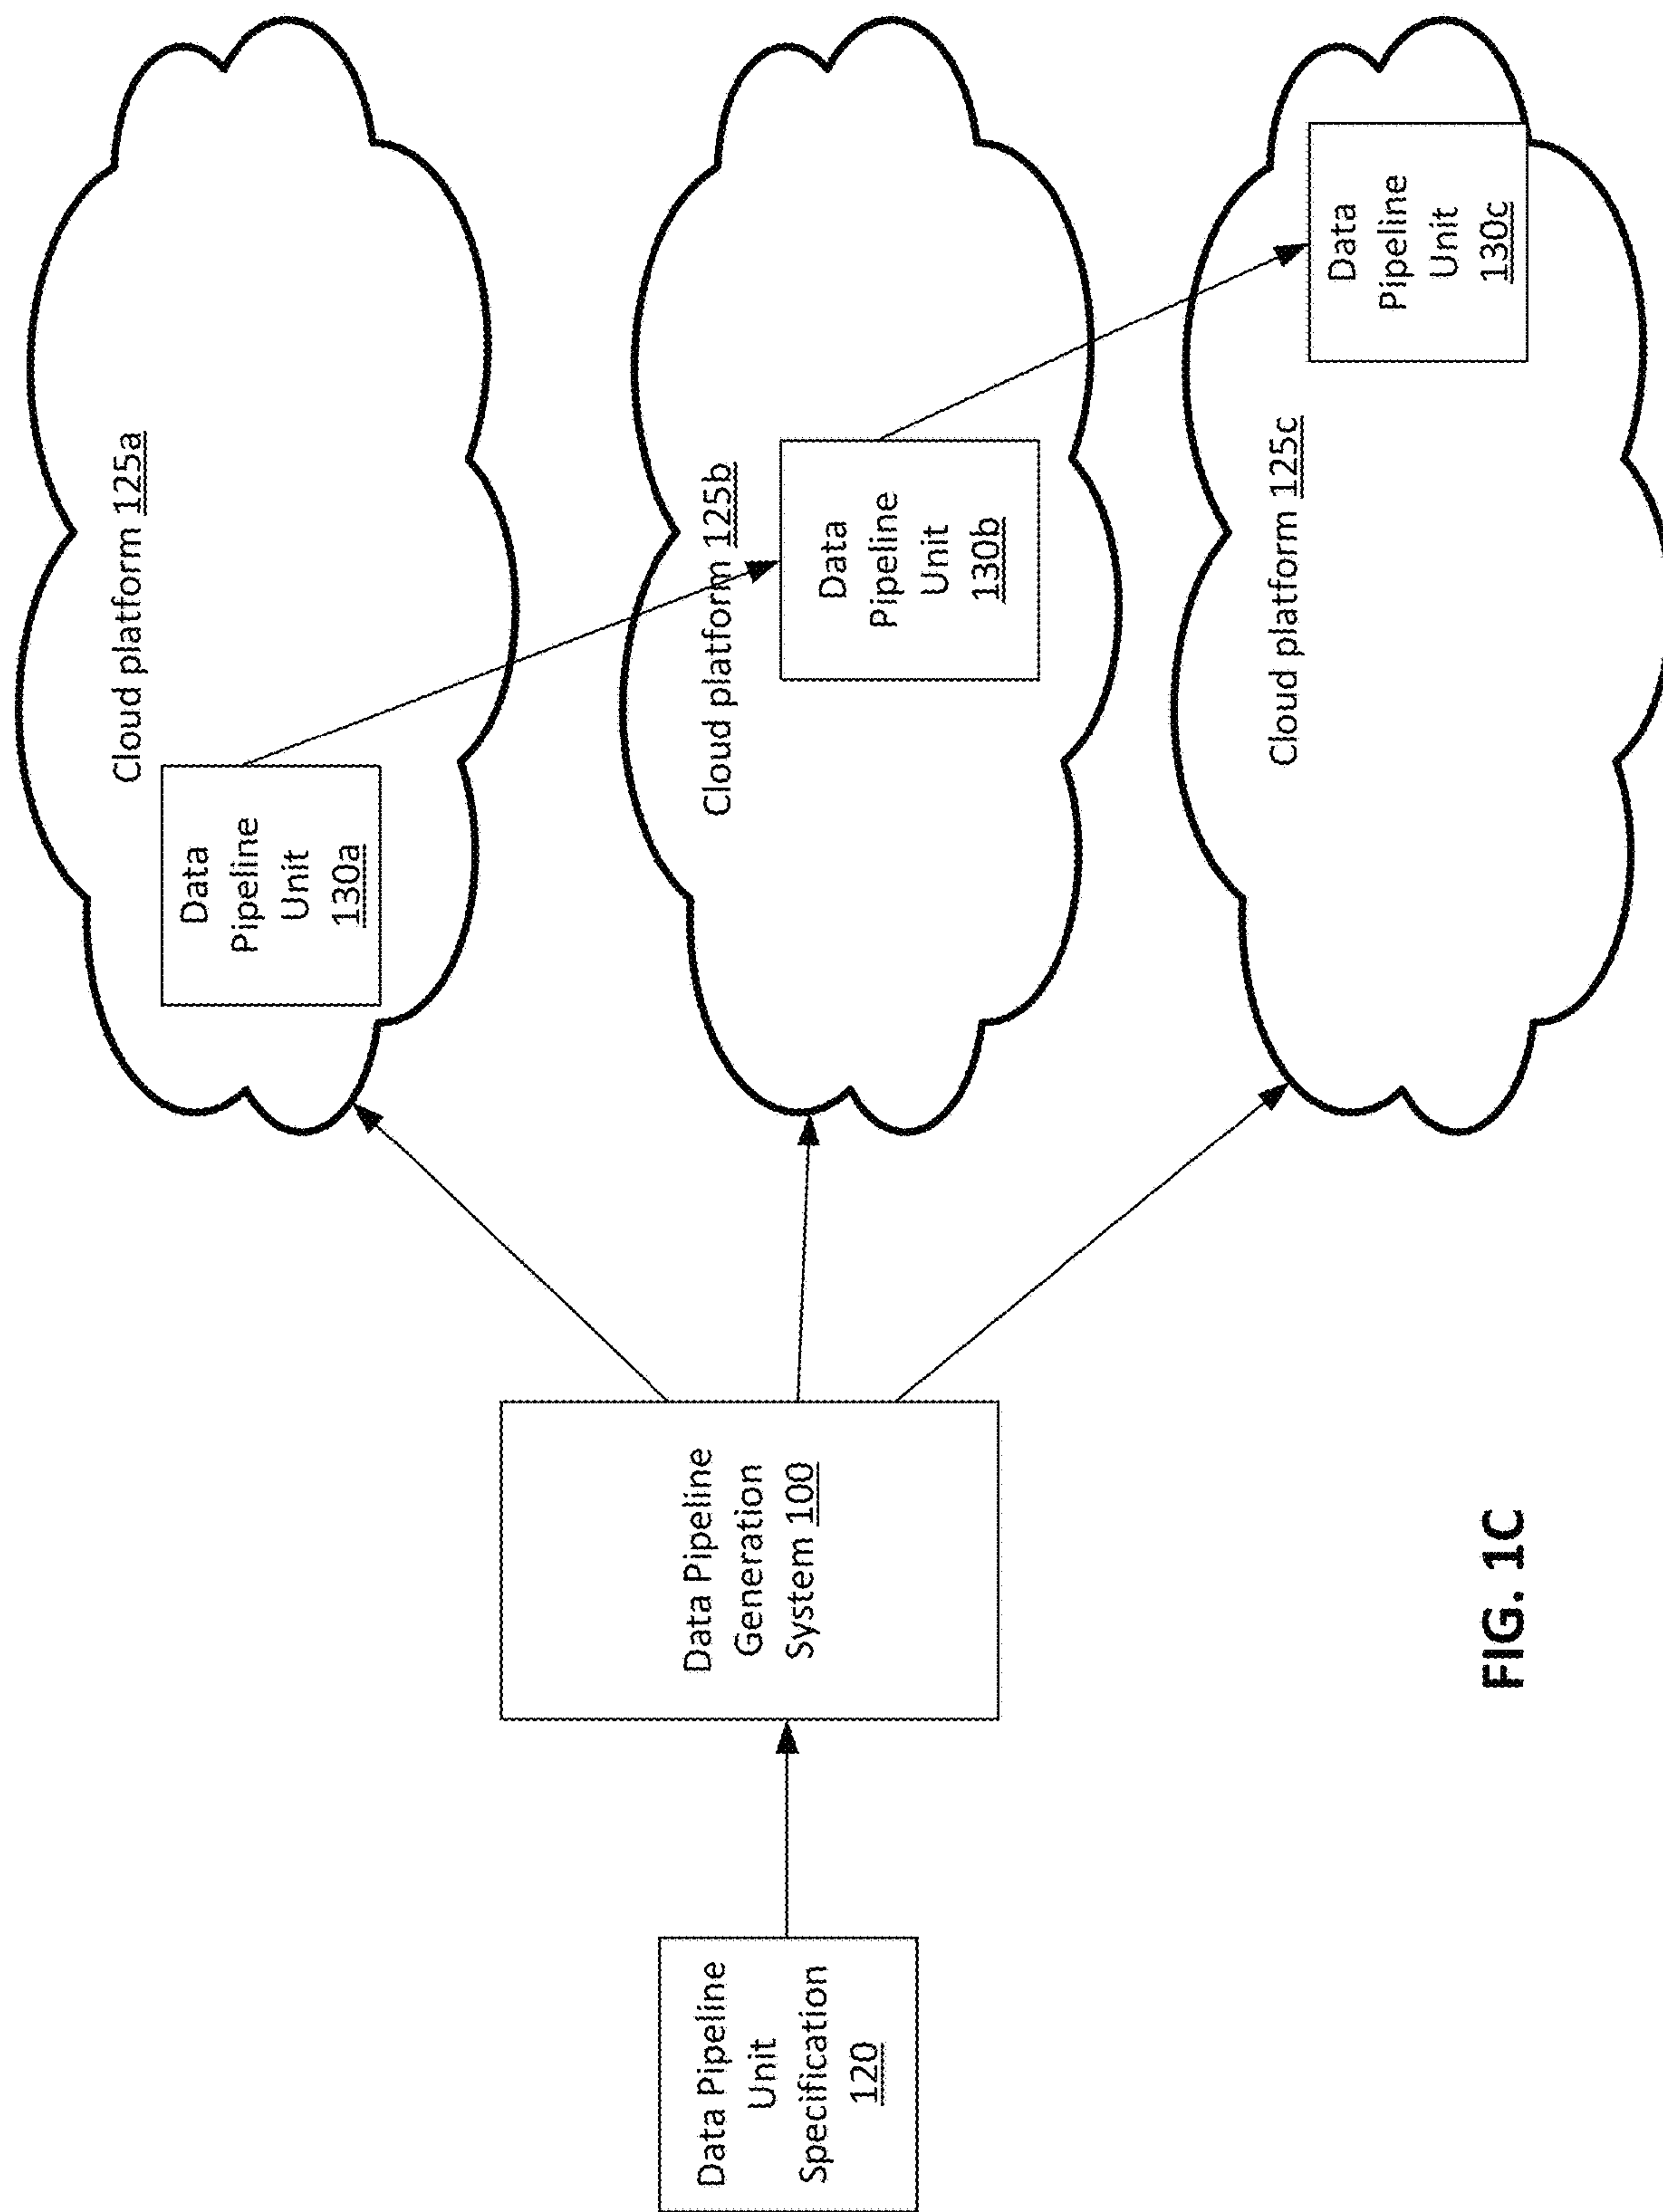 Data Pipeline
Unit
Specification
120
Data Pipeline
Generation
System 100
Cloud platform 125a
Data
Pipeline
Unit
130a
Cloud platform 125b
Data
Pipeline
Unit
130b
Cloud platform 125c
Data
Pipeline
Unit
130c
FIG. 1C